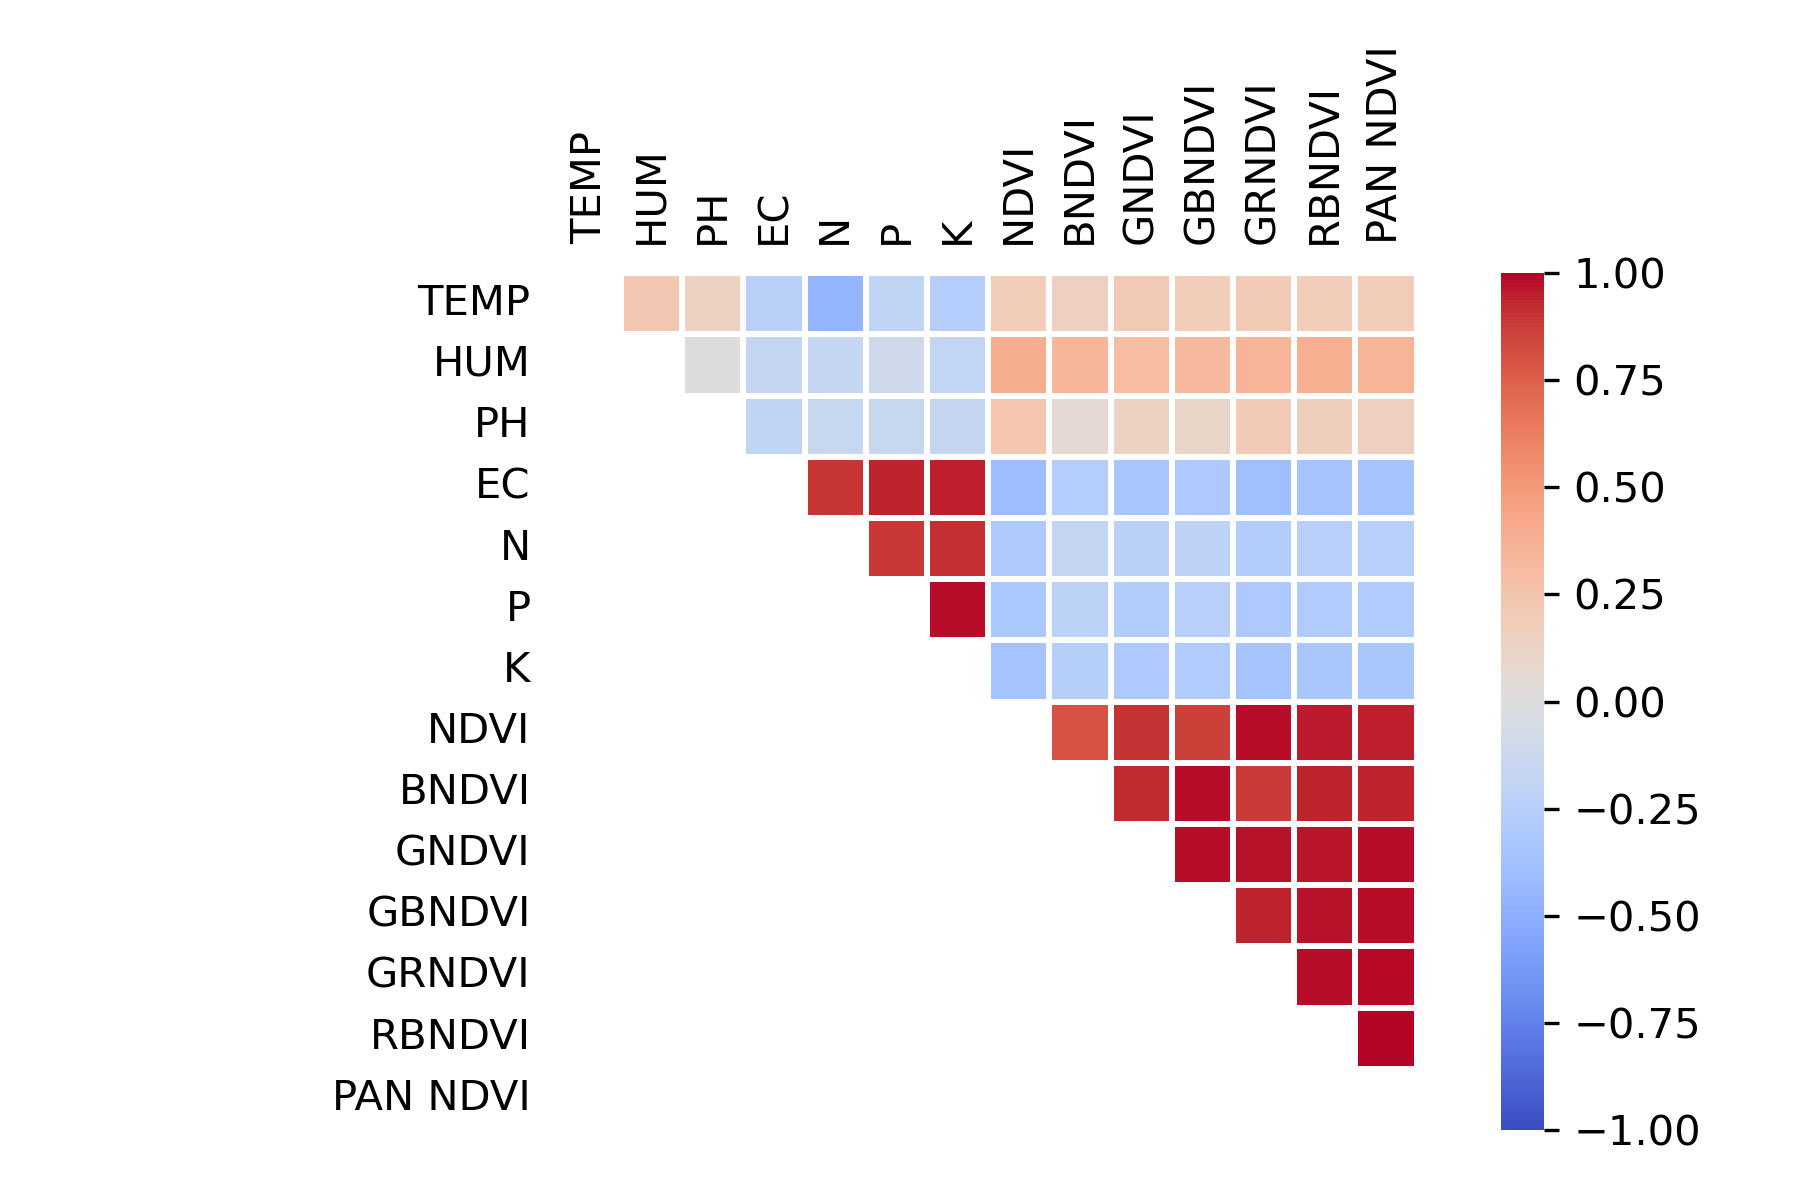 TEMP
HUM
PH
EC
N
P
K
NDVI
BNDVI
GNDVI
GBNDVI
GRNDVI
RBNDVI
PAN NDVI
TEMP
HUM
PH
EC
N
P
K
NDVI
BNDVI
GNDVI
GBNDVI
GRNDVI
RBNDVI
PAN NDVI
1.00
0.75
0.50
0.25
0.00
−0.25
−0.50
−0.75
−1.00